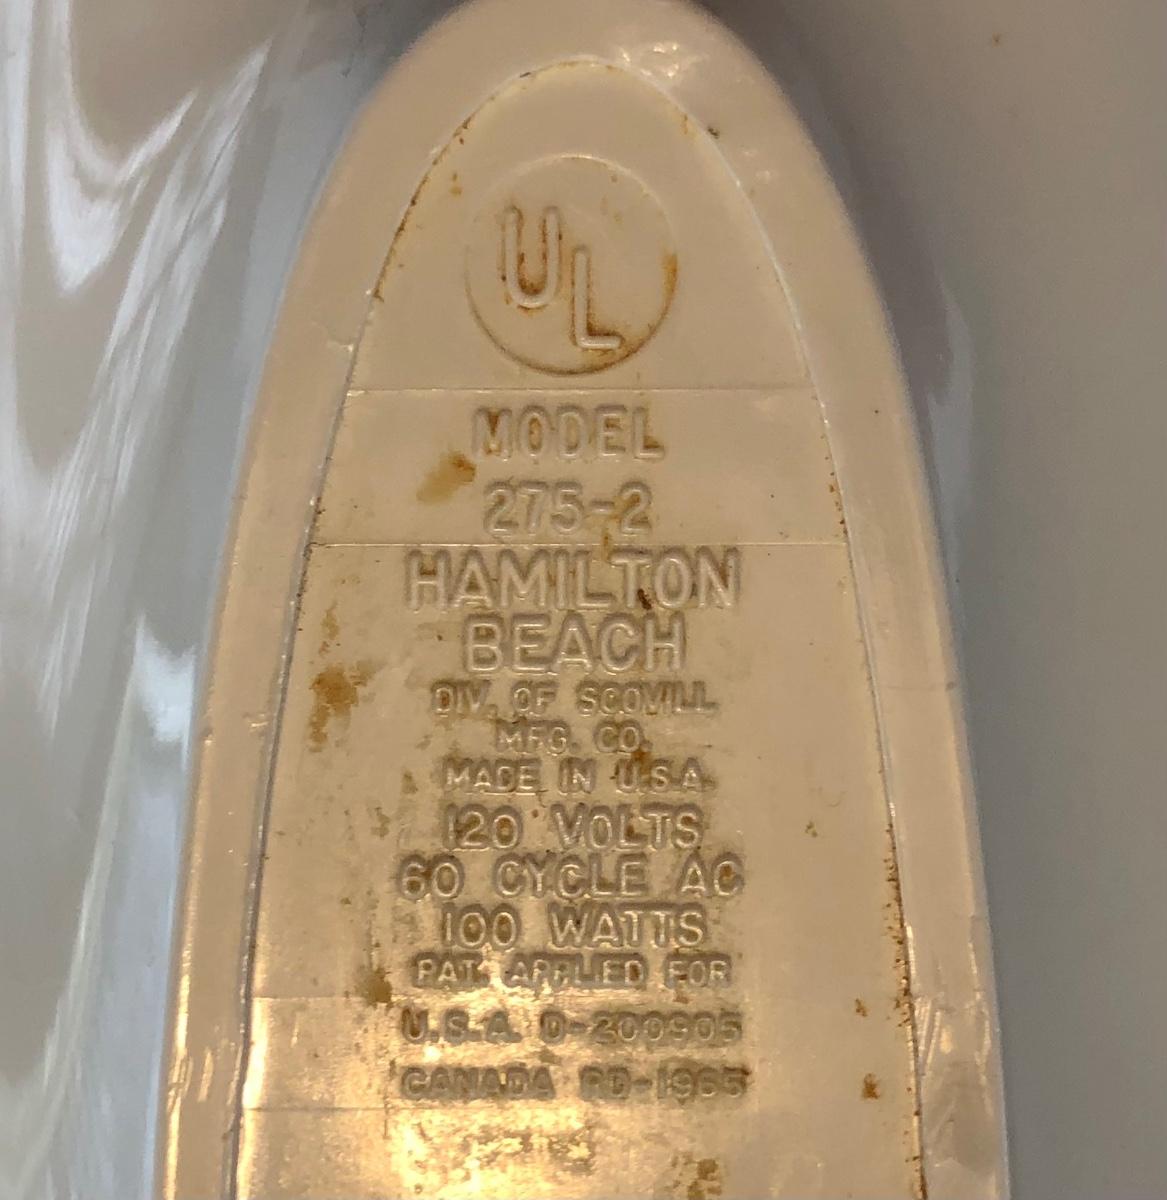 UL
MODEL
275-2
HAMILTON
BEACH
DIV. OF SCOVILL
MFG. CO.
MADE IN U.S.A.
120 VOLTS
60 CYCLE AC
100 WATTS
PAT. APPLIED FOR
U.S.A. D-200905
CANADA RD-1965